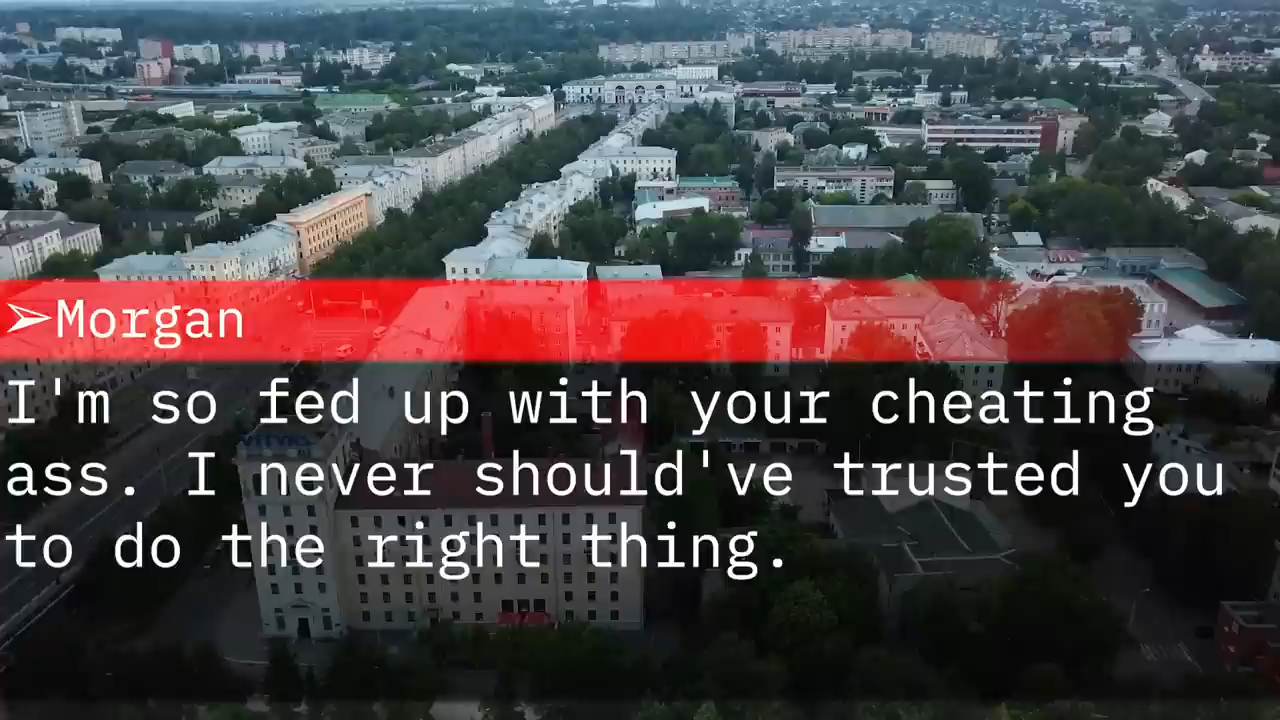 ➢Morgan
I'm so fed up with your cheating
ass. I never should've trusted you
to do the right thing.